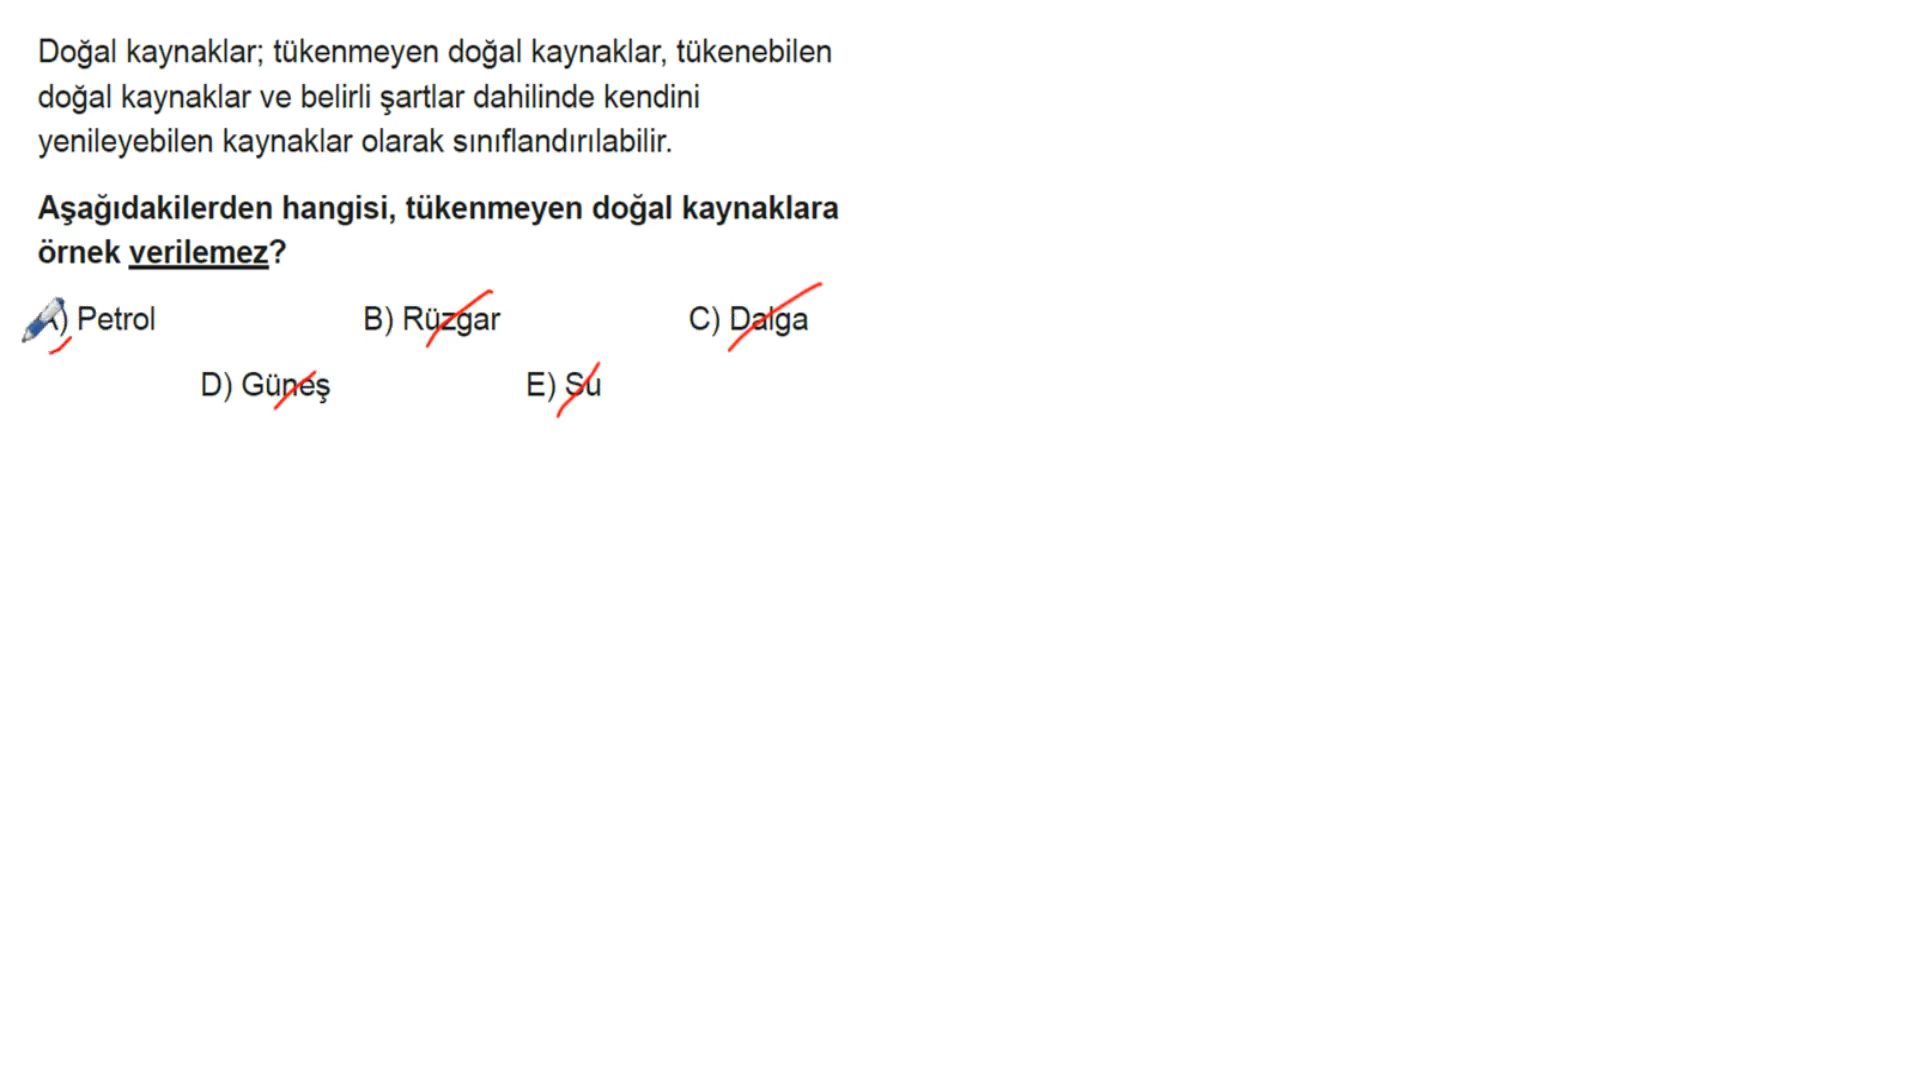 Doğal kaynaklar; tükenmeyen doğal kaynaklar, tükenebilen
doğal kaynaklar ve belirli şartlar dahilinde kendini
yenileyebilen kaynaklar olarak sınıflandırılabilir.
Aşağıdakilerden hangisi, tükenmeyen doğal kaynaklara
örnek verilemez?
A) Petrol B) Rüzgar C) Dalga
D) Güneş E) Su